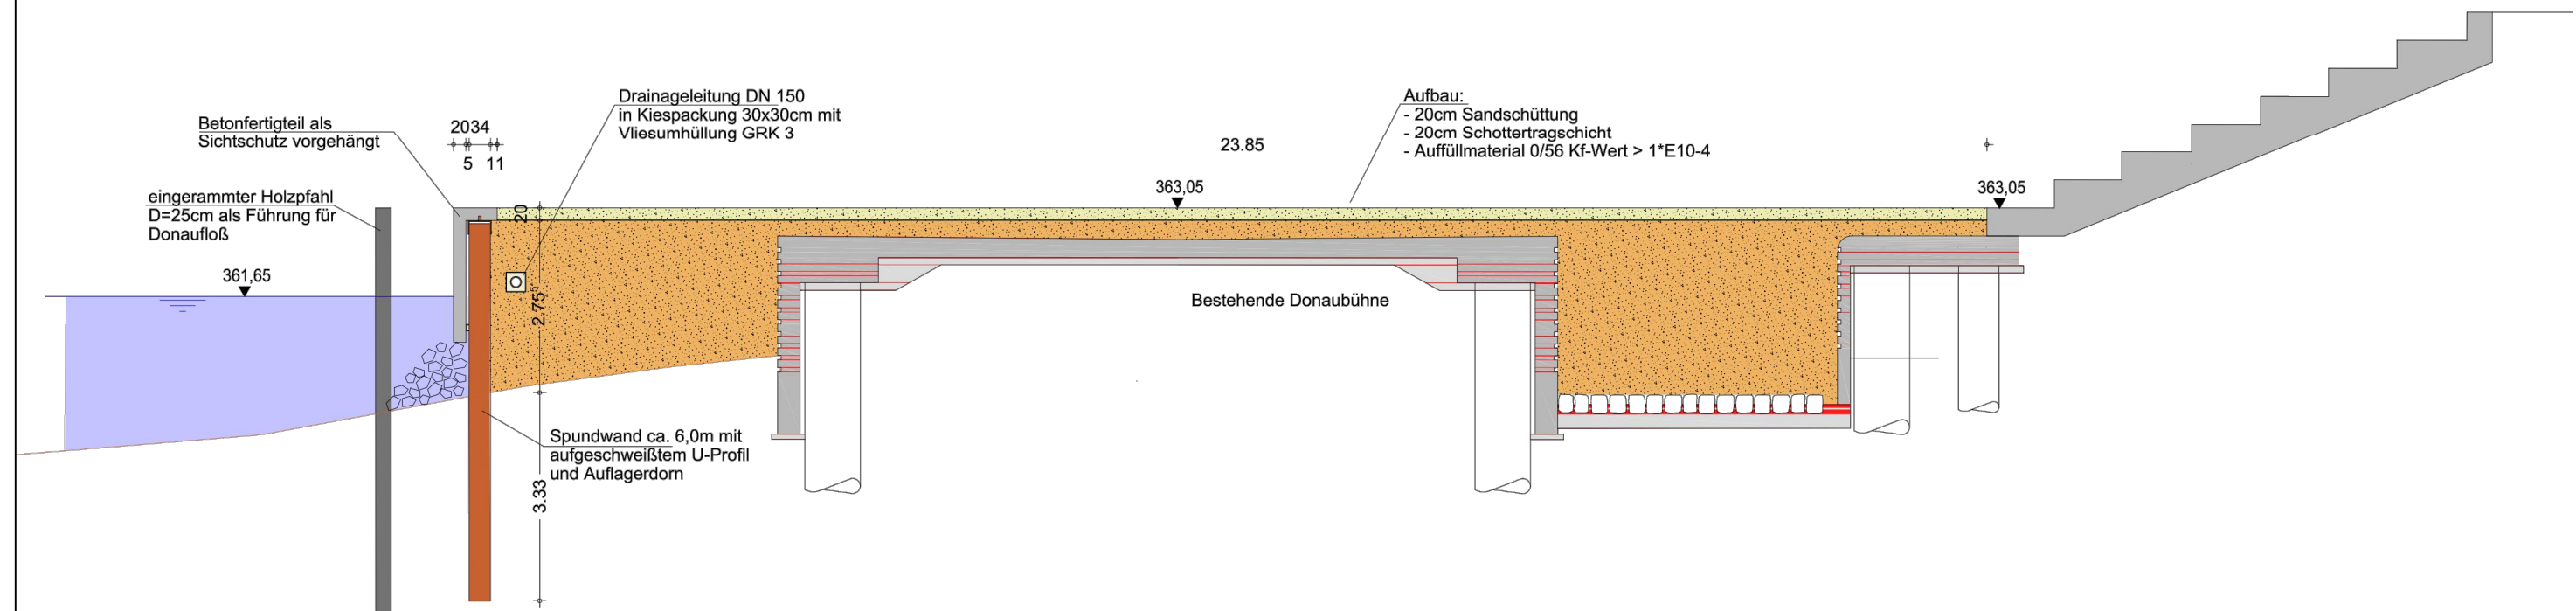 Drainageleitung DN 150
in Kiespackung 30x30cm mit
Vliesumhüllung GRK 3
Aufbau:
- 20cm Sandschüttung
- 20cm Schottertragschicht
- Auffüllmaterial 0/56 Kf-Wert > 1*E10-4
Betonfertigteil als
Sichtschutz vorgehängt
2034
5 11
23.85
eingerammter Holzpfahl
D=25cm als Führung für
Donaufloß
363,05
363,05
20
361,65
2.75⁵
Bestehende Donaubühne
Spundwand ca. 6,0m mit
aufgeschweißtem U-Profil
und Auflagerdorn
3.33